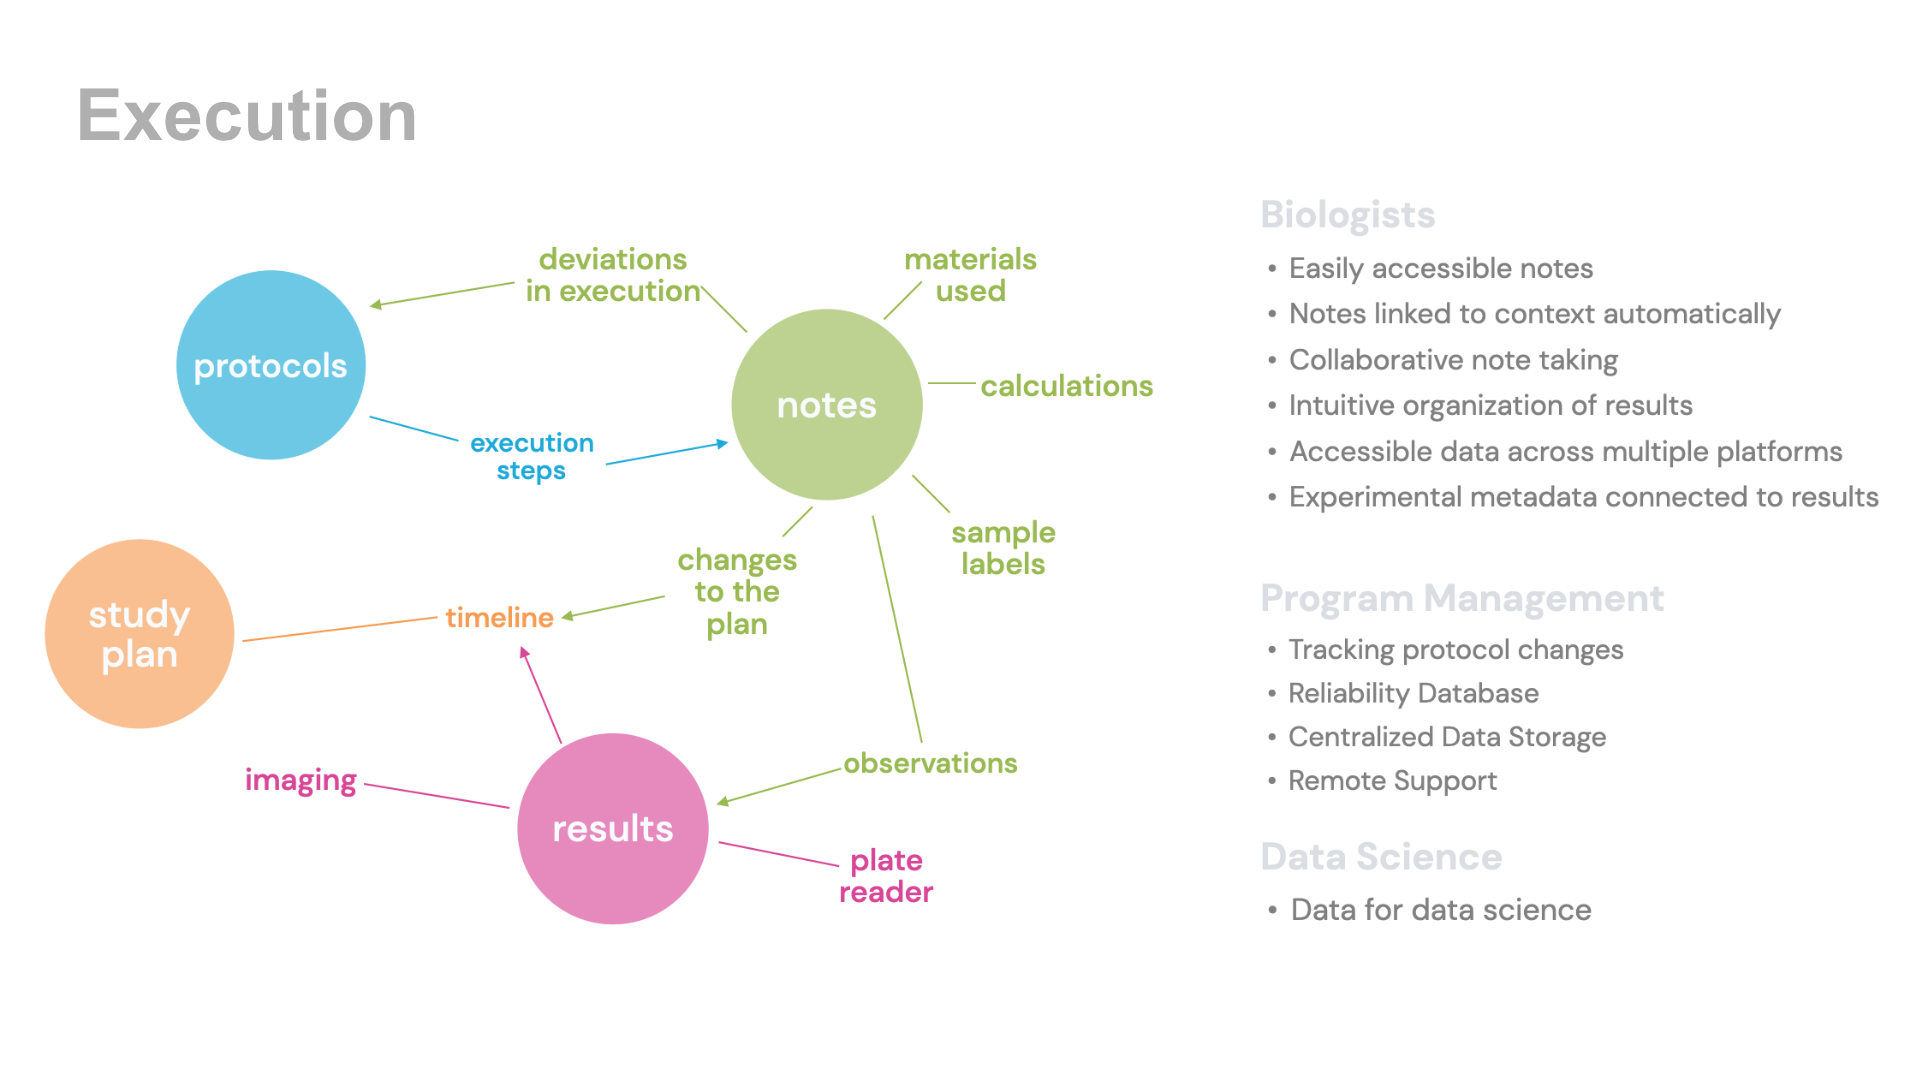 Execution
deviations
in execution
materials
used
protocols
notes
calculations
execution
steps
sample
labels
changes
to the
plan
study
plan
timeline
observations
imaging
results
plate
reader
Biologists
• Easily accessible notes
• Notes linked to context automatically
• Collaborative note taking
• Intuitive organization of results
• Accessible data across multiple platforms
• Experimental metadata connected to results
Program Management
• Tracking protocol changes
• Reliability Database
• Centralized Data Storage
• Remote Support
Data Science
• Data for data science